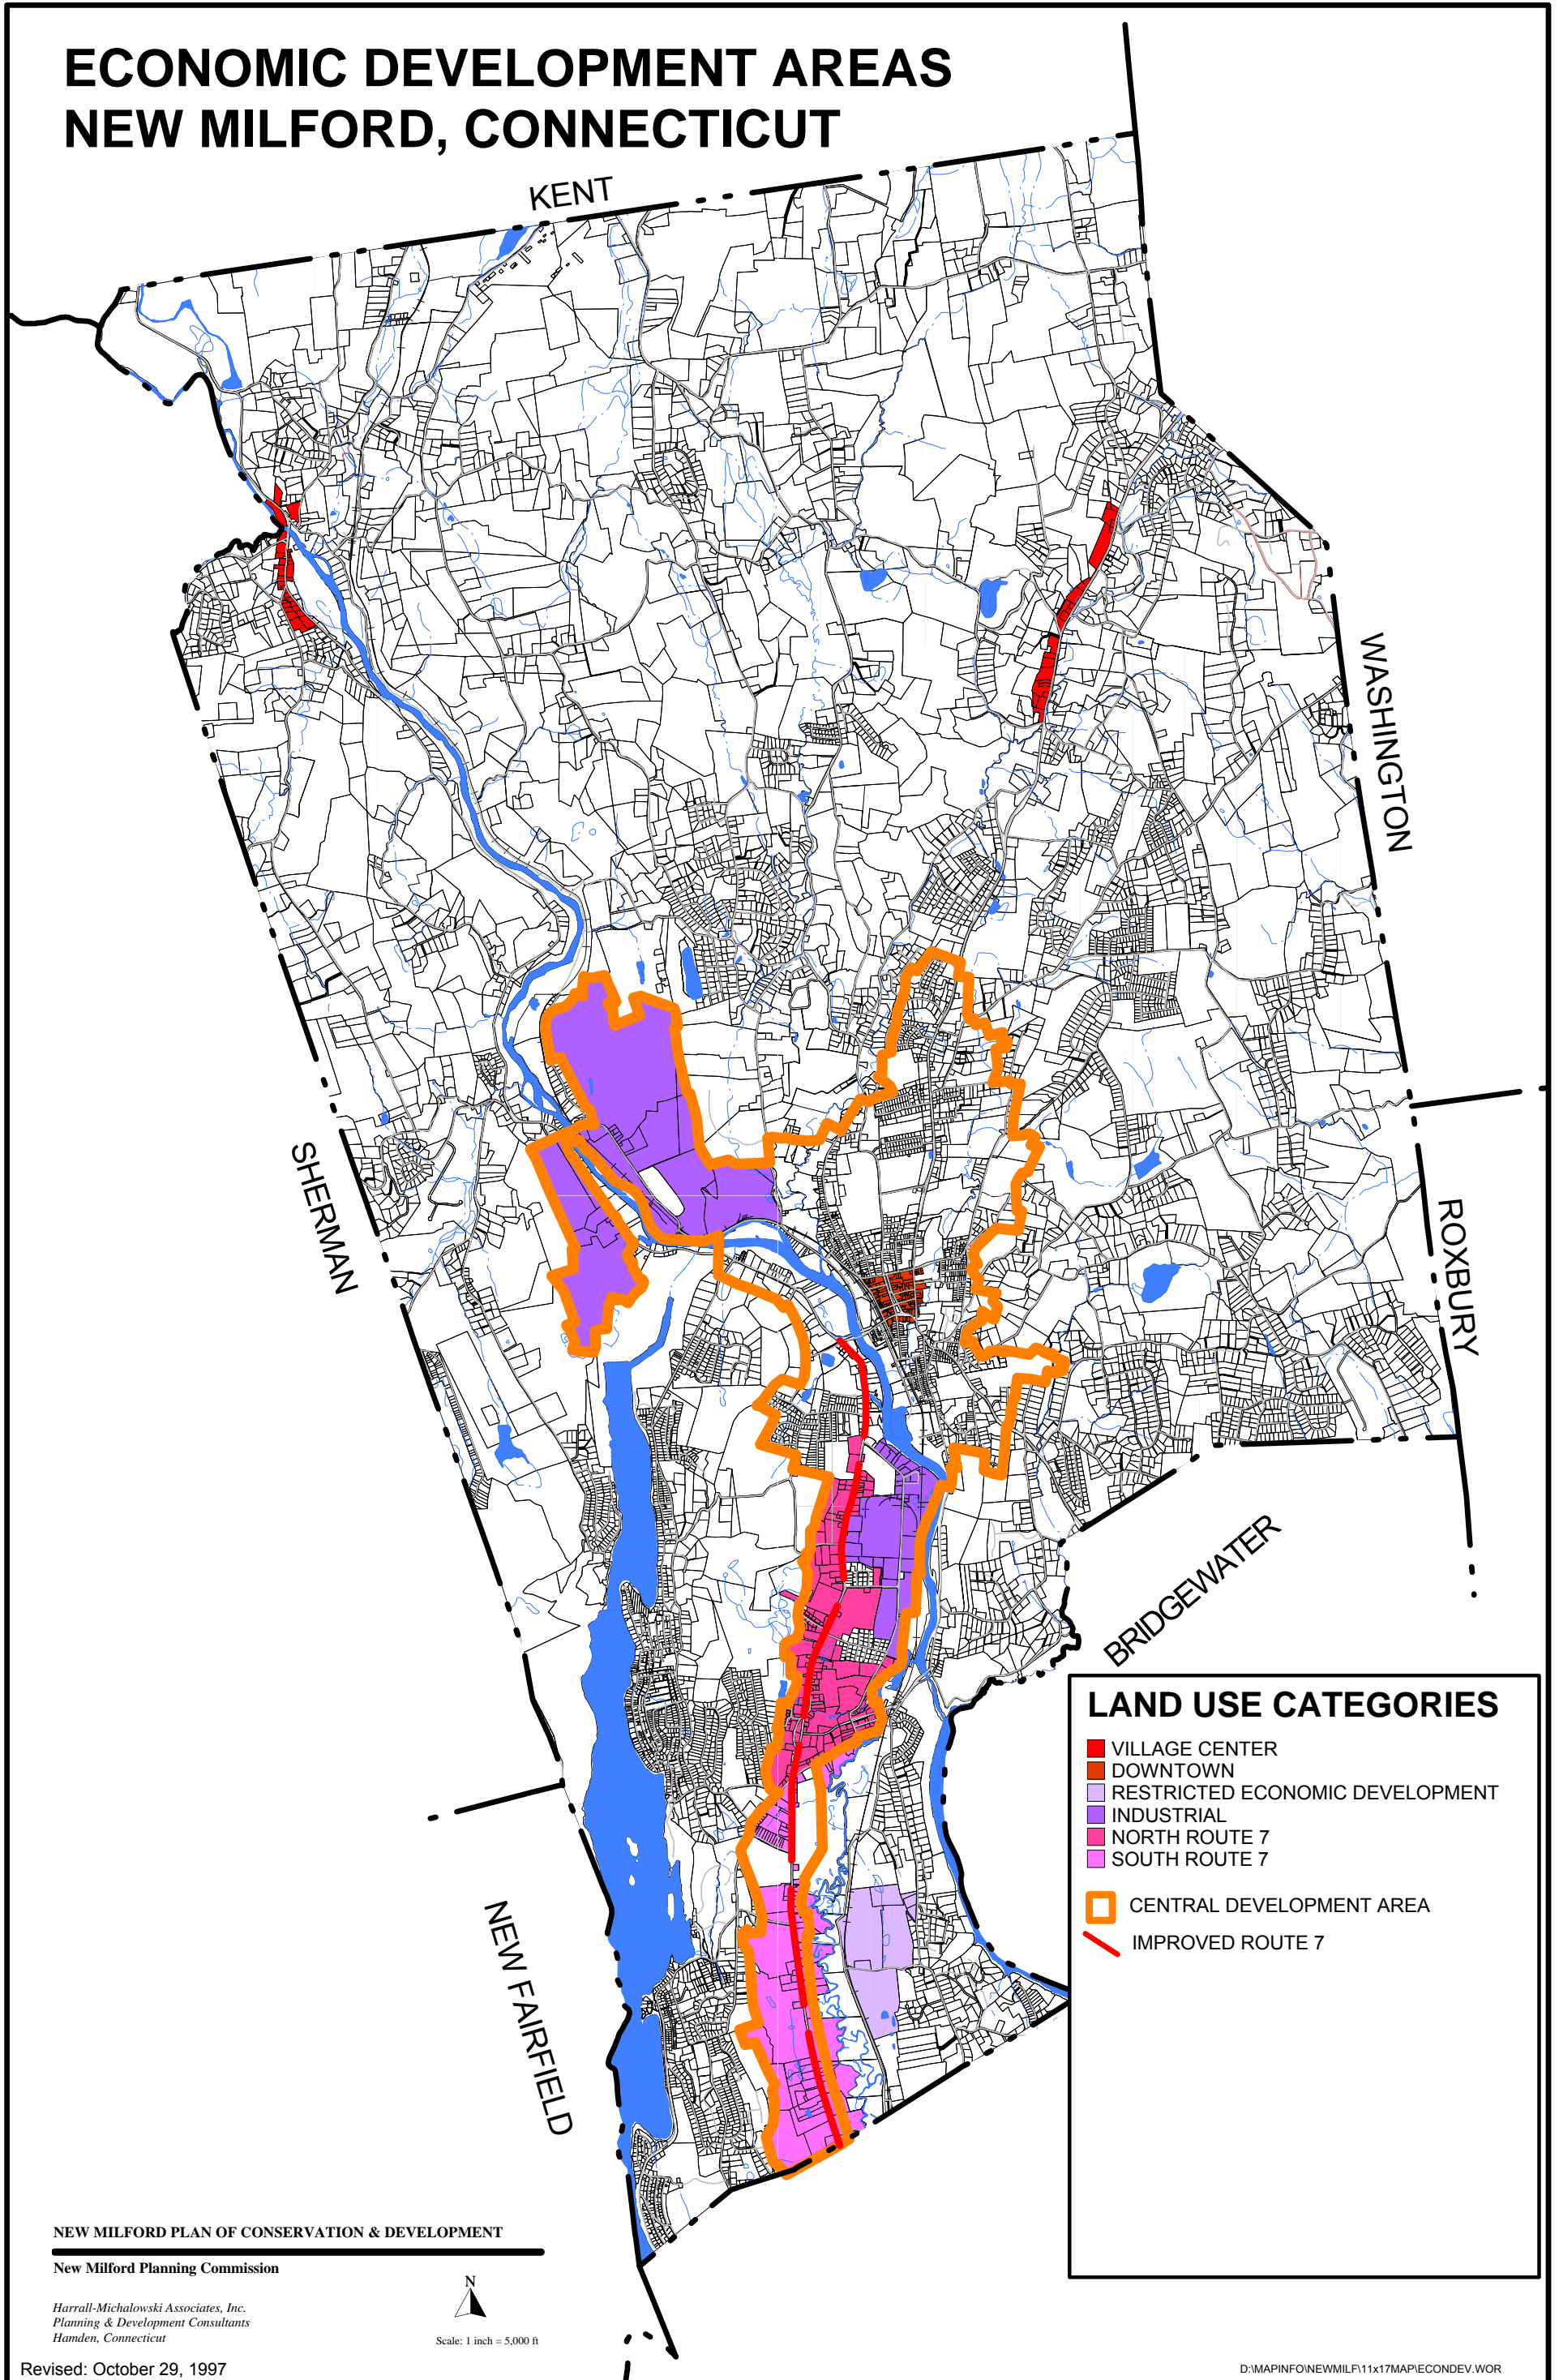 ECONOMIC DEVELOPMENT AREAS
NEW MILFORD, CONNECTICUT
KENT
WASHINGTON
SHERMAN
ROXBURY
BRIDGEWATER
NEW FAIRFIELD
LAND USE CATEGORIES
VILLAGE CENTER
DOWNTOWN
RESTRICTED ECONOMIC DEVELOPMENT
INDUSTRIAL
NORTH ROUTE 7
SOUTH ROUTE 7
CENTRAL DEVELOPMENT AREA
IMPROVED ROUTE 7
NEW MILFORD PLAN OF CONSERVATION & DEVELOPMENT
New Milford Planning Commission
Harrall-Michalowski Associates, Inc.
Planning & Development Consultants
Hamden, Connecticut
N
Scale: 1 inch = 5,000 ft
Revised: October 29, 1997
D:\MAPINFO\NEWMILF\11x17MAP\ECONDEV.WOR